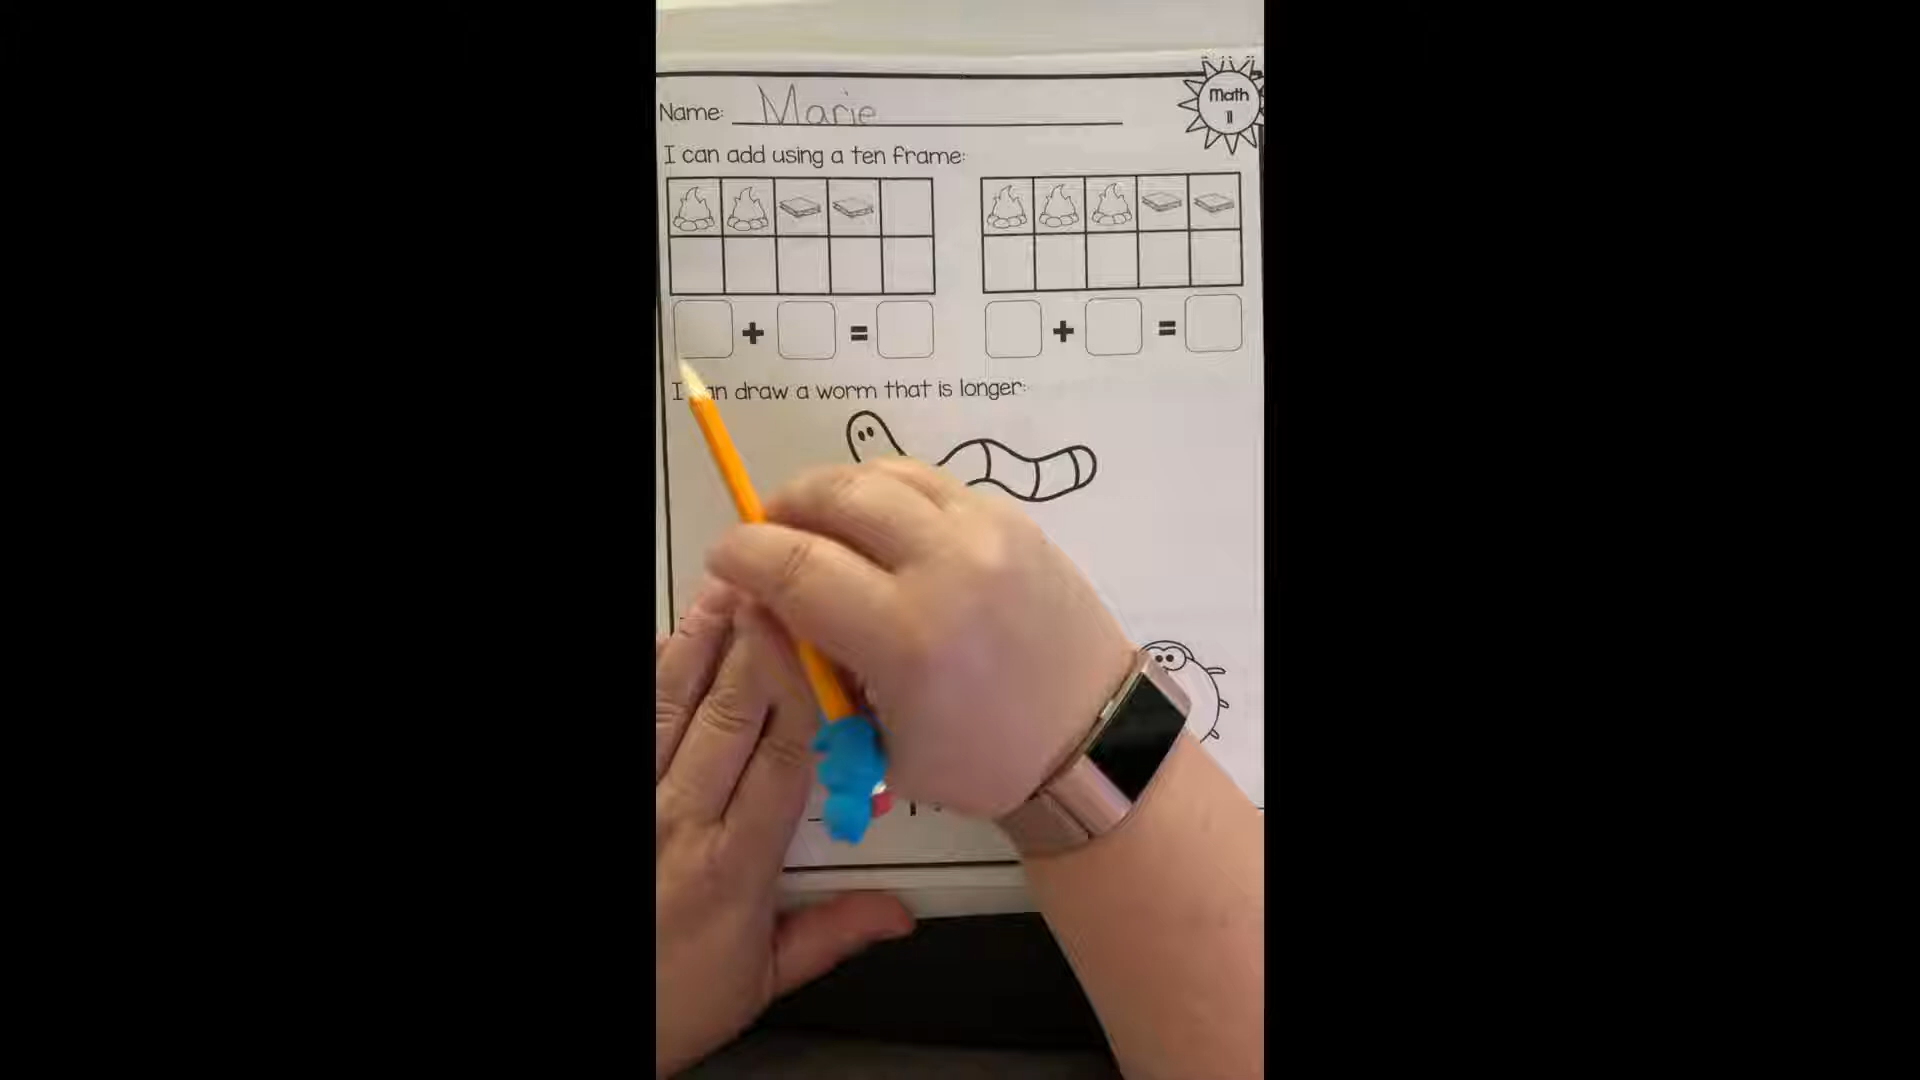 Name: Marie
Math
11
I can add using a ten frame:
+ =
+ =
I can draw a worm that is longer: